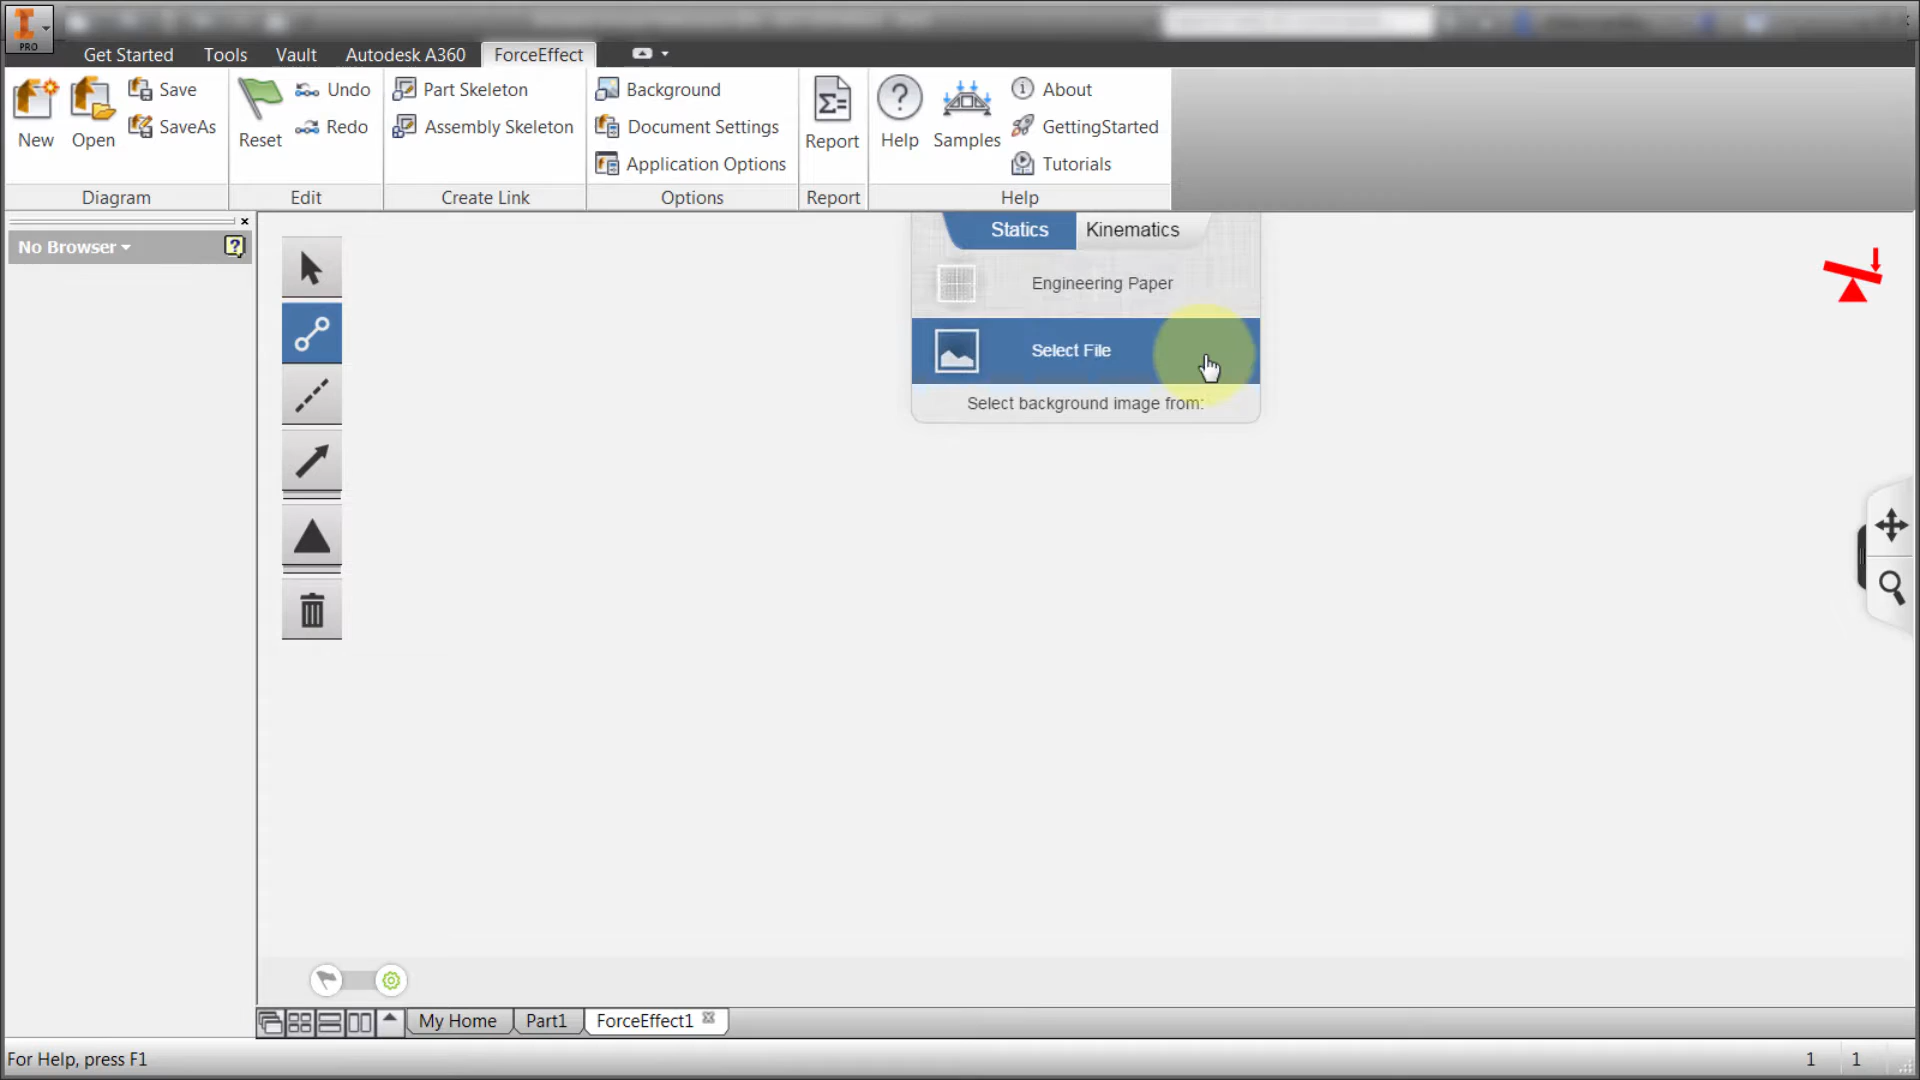 PRO
Get Started Tools Vault Autodesk A360 ForceEffect
New Open Save SaveAs
Diagram
Reset Undo Redo
Edit
Part Skeleton
Assembly Skeleton
Create Link
Background
Document Settings
Application Options
Options
Report
Report
Help Samples
About
GettingStarted
Tutorials
Help
No Browser
Statics Kinematics
Engineering Paper
Select File
Select background image from:
My Home Part1 ForceEffect1
For Help, press F1 1 1